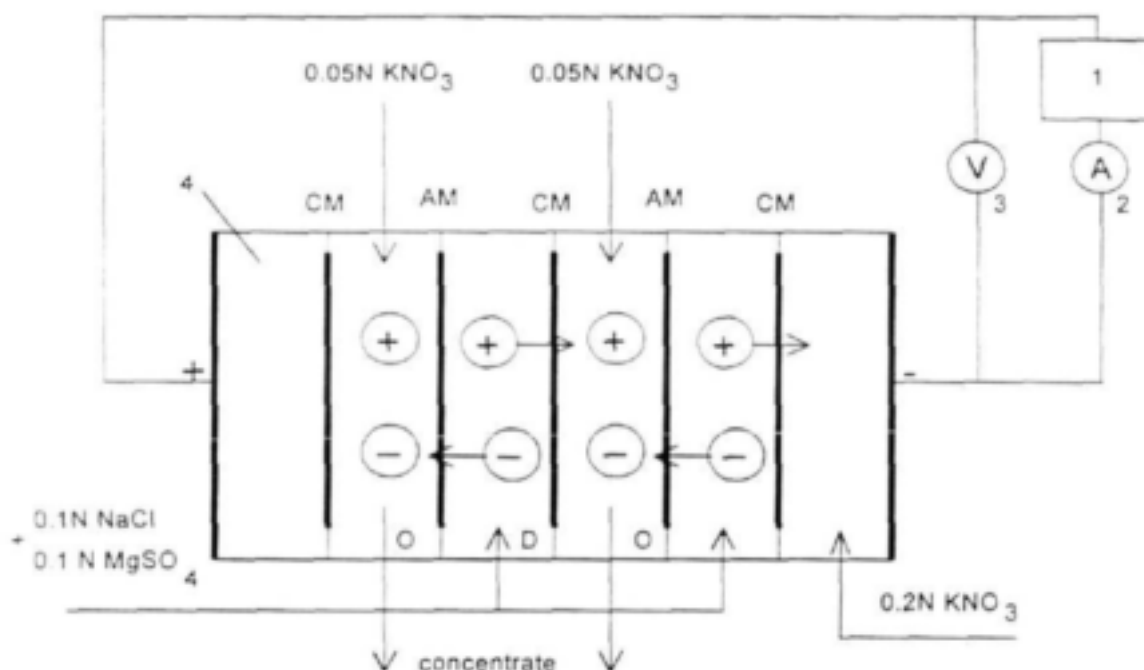 0.05N KNO3 0.05N KNO3
1
V
A
3
2
4
CM AM CM AM CM
+ + + +
+ -
- - - -
0.1N NaCl
+
0.1 N MgSO4
O D O
0.2N KNO3
concentrate